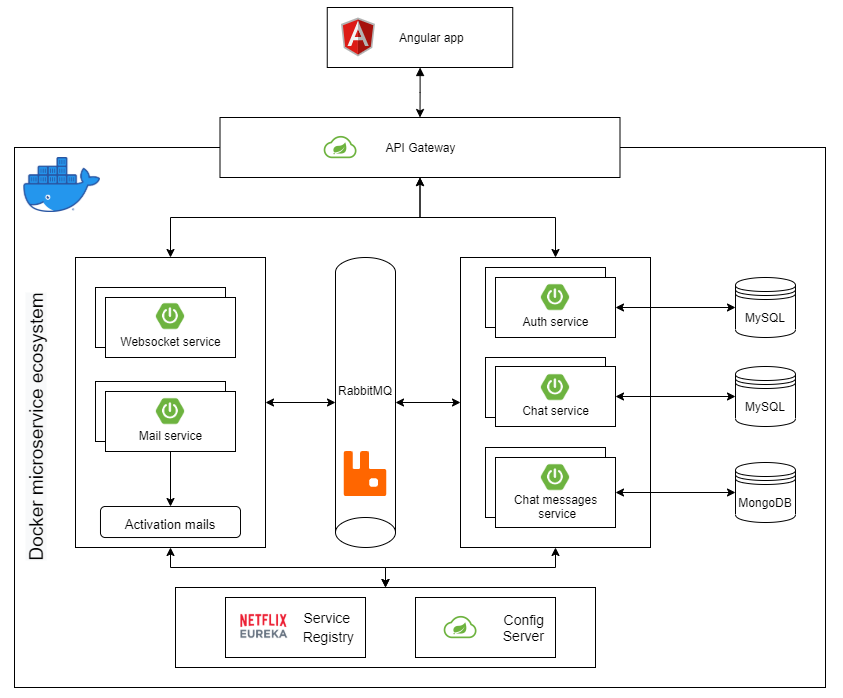 Angular app
API Gateway
Docker microservice ecosystem
Websocket service
Mail service
Activation mails
RabbitMQ
Auth service
Chat service
Chat messages
service
MySQL
MySQL
MongoDB
NETFLIX
EUREKA
Service
Registry
Config
Server